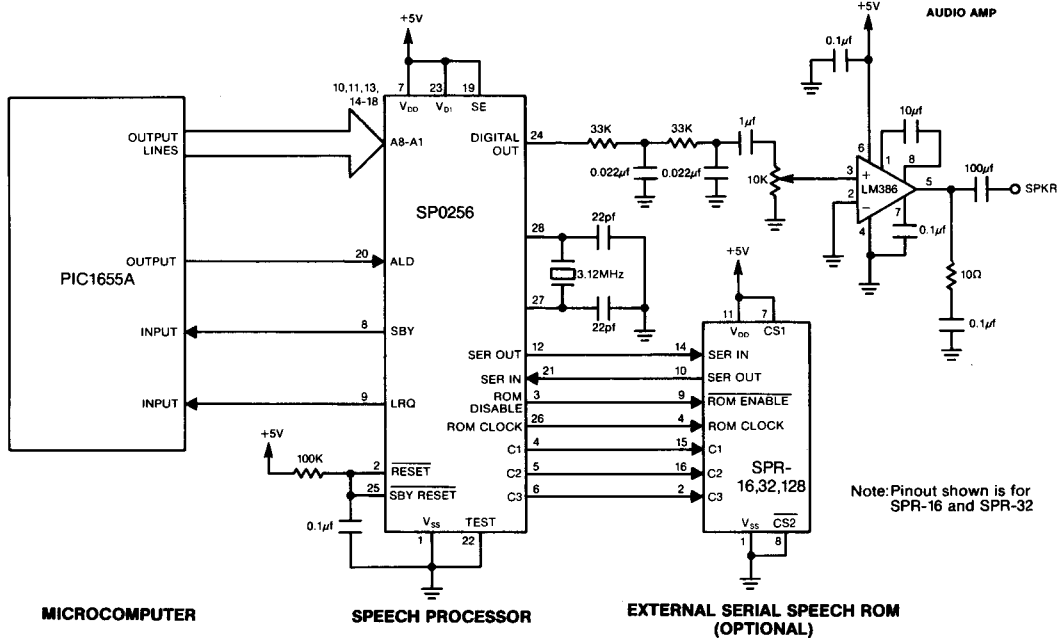 +5V
+5V
AUDIO AMP
0.1µf
10,11,13,
14-18
7
23
19
V_DD
V_D1
SE
OUTPUT
LINES
A8-A1
DIGITAL
OUT
24
33K
33K
1µf
10µf
6
1
8
0.022µf
0.022µf
10K
3
+
2
−
LM386
5
100µf
SPKR
4
7
0.1µf
SP0256
28
22pf
3.12MHz
27
22pf
+5V
10Ω
0.1µf
PIC1655A
OUTPUT
20
ALD
INPUT
8
SBY
INPUT
9
LRQ
11
7
V_DD
CS1
SER OUT
12
14
SER IN
SER IN
21
10
SER OUT
ROM
DISABLE
3
9
ROM ENABLE
ROM CLOCK
26
4
ROM CLOCK
C1
4
15
C1
C2
5
16
C2
C3
6
2
C3
SPR-
16,32,128
+5V
100K
2
RESET
25
SBY RESET
0.1µf
V_SS
TEST
1
22
V_SS
CS2
1
8
Note: Pinout shown is for
SPR-16 and SPR-32
MICROCOMPUTER
SPEECH PROCESSOR
EXTERNAL SERIAL SPEECH ROM
(OPTIONAL)